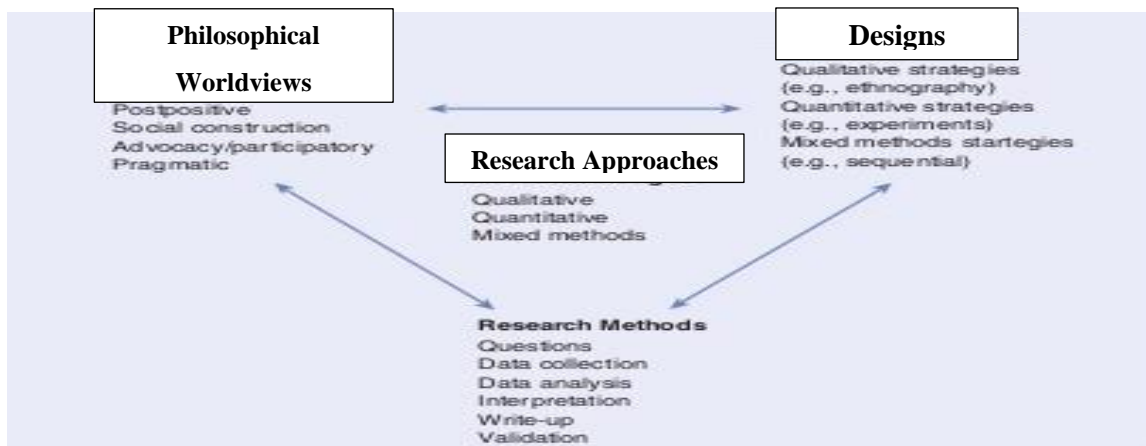 Philosophical
Worldviews
Postpositive
Social construction
Advocacy/participatory
Pragmatic
Designs
Qualitative strategies
(e.g., ethnography)
Quantitative strategies
(e.g., experiments)
Mixed methods startegies
(e.g., sequential)
Research Approaches
Qualitative
Quantitative
Mixed methods
Research Methods
Questions
Data collection
Data analysis
Interpretation
Write-up
Validation